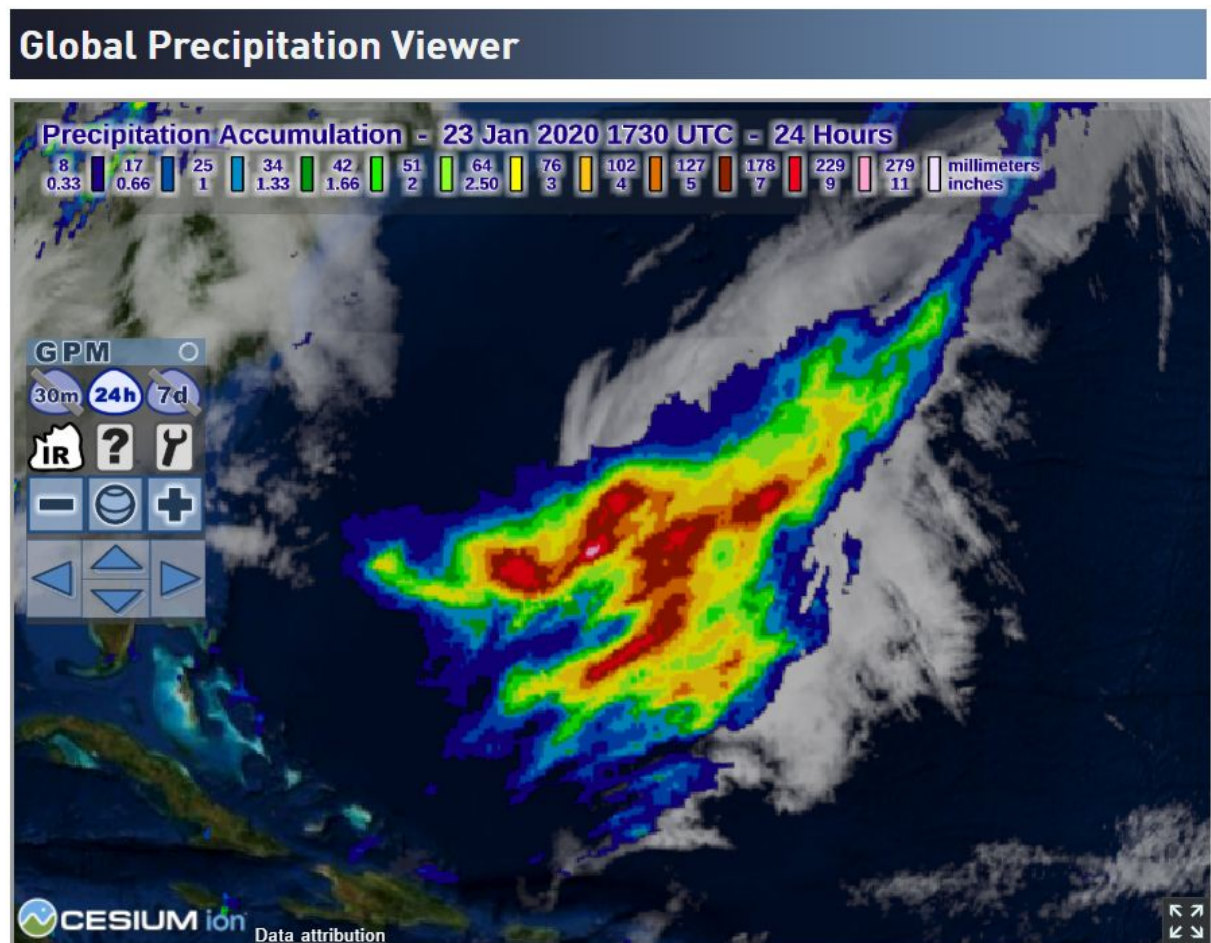 Global Precipitation Viewer
Precipitation Accumulation - 23 Jan 2020 1730 UTC - 24 Hours
8 17 25 34 42 51 64 76 102 127 178 229 279 millimeters
0.33 0.66 1 1.33 1.66 2 2.50 3 4 5 7 9 11 inches
GPM
30m 24h 7d
IR ?
CESIUM ion
Data attribution